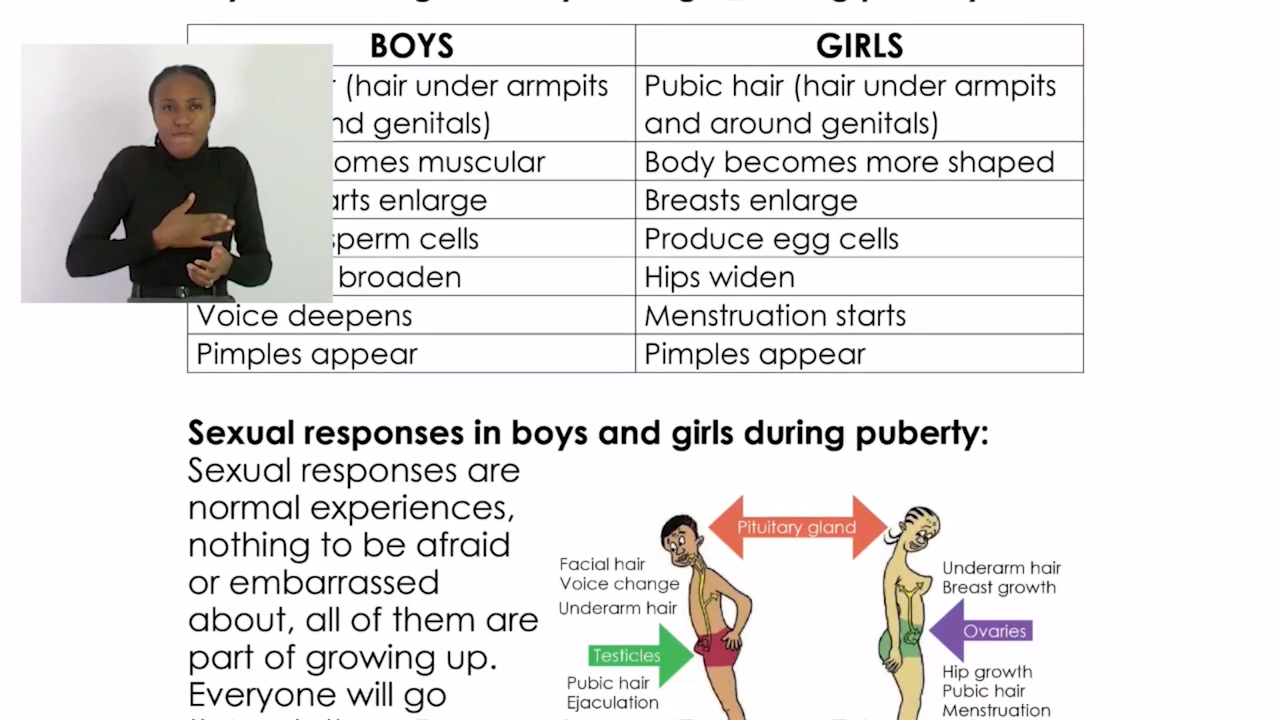 BOYS GIRLS
(hair under armpits Pubic hair (hair under armpits
genitals) and around genitals)
muscular Body becomes more shaped
enlarge Breasts enlarge
sperm cells Produce egg cells
broaden Hips widen
Voice deepens Menstruation starts
Pimples appear Pimples appear
Sexual responses in boys and girls during puberty:
Sexual responses are
normal experiences,
nothing to be afraid
or embarrassed
about, all of them are
part of growing up.
Everyone will go
Pituitary gland
Facial hair
Voice change
Underarm hair
Testicles
Pubic hair
Ejaculation
Underarm hair
Breast growth
Ovaries
Hip growth
Pubic hair
Menstruation